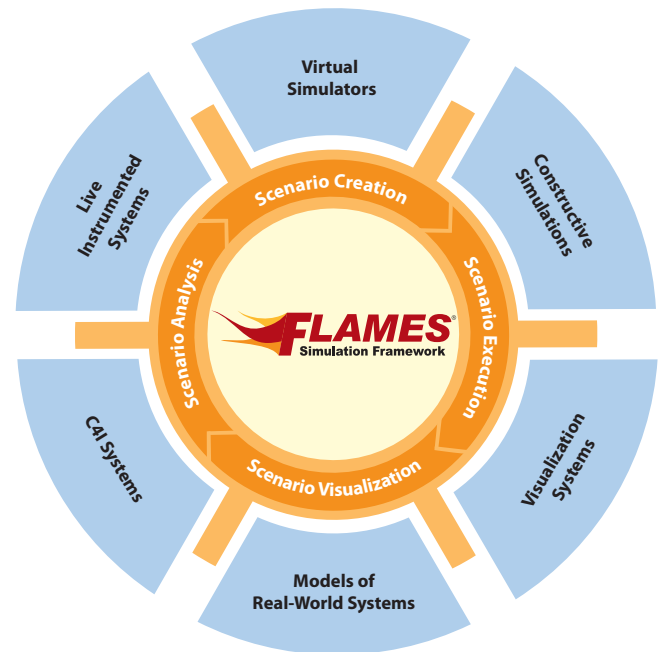 Virtual
Simulators
Constructive
Simulations
Visualization
Systems
Models of
Real-World Systems
C4I Systems
Live
Instrumented
Systems
Scenario Creation
Scenario Execution
Scenario Visualization
Scenario Analysis
FLAMES®
Simulation Framework